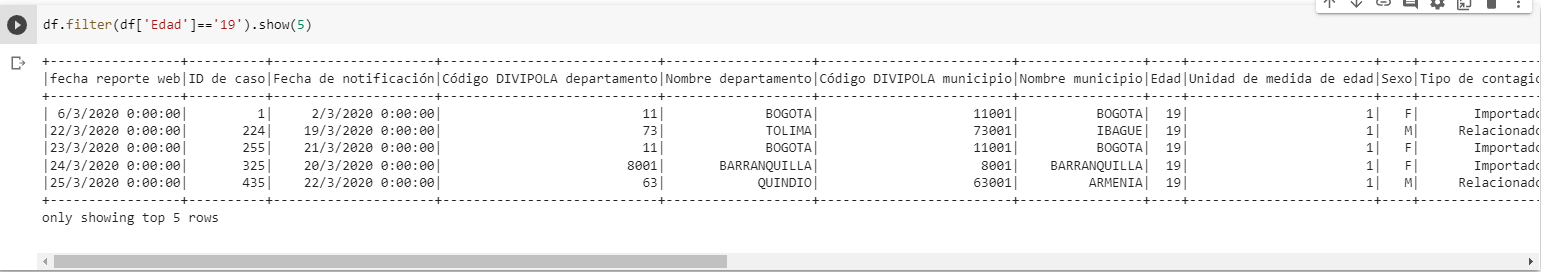 df.filter(df['Edad']=='19').show(5)
+----------------+----------+---------------------+----------------------------+-------------------+-------------------------+----------------+----+-----------------------+----+---------------
|fecha reporte web|ID de caso|Fecha de notificación|Código DIVIPOLA departamento|Nombre departamento|Código DIVIPOLA municipio|Nombre municipio|Edad|Unidad de medida de edad|Sexo|Tipo de contagio
+----------------+----------+---------------------+----------------------------+-------------------+-------------------------+----------------+----+-----------------------+----+---------------
| 6/3/2020 0:00:00| 1| 2/3/2020 0:00:00| 11| BOGOTA| 11001| BOGOTA| 19| 1| F| Importado
|22/3/2020 0:00:00| 224| 19/3/2020 0:00:00| 73| TOLIMA| 73001| IBAGUE| 19| 1| M| Relacionado
|23/3/2020 0:00:00| 255| 21/3/2020 0:00:00| 11| BOGOTA| 11001| BOGOTA| 19| 1| F| Importado
|24/3/2020 0:00:00| 325| 20/3/2020 0:00:00| 8001| BARRANQUILLA| 8001| BARRANQUILLA| 19| 1| F| Importado
|25/3/2020 0:00:00| 435| 22/3/2020 0:00:00| 63| QUINDIO| 63001| ARMENIA| 19| 1| M| Relacionado
+----------------+----------+---------------------+----------------------------+-------------------+-------------------------+----------------+----+-----------------------+----+---------------
only showing top 5 rows